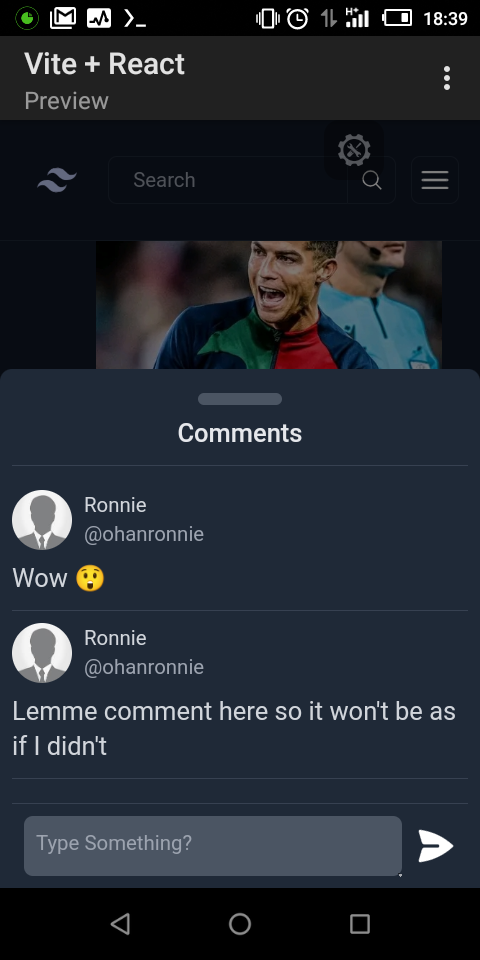 H+
18:39
Vite + React
Preview
Search
Comments
Ronnie
@ohanronnie
Wow 😲
Ronnie
@ohanronnie
Lemme comment here so it won't be as
if I didn't
Type Something?